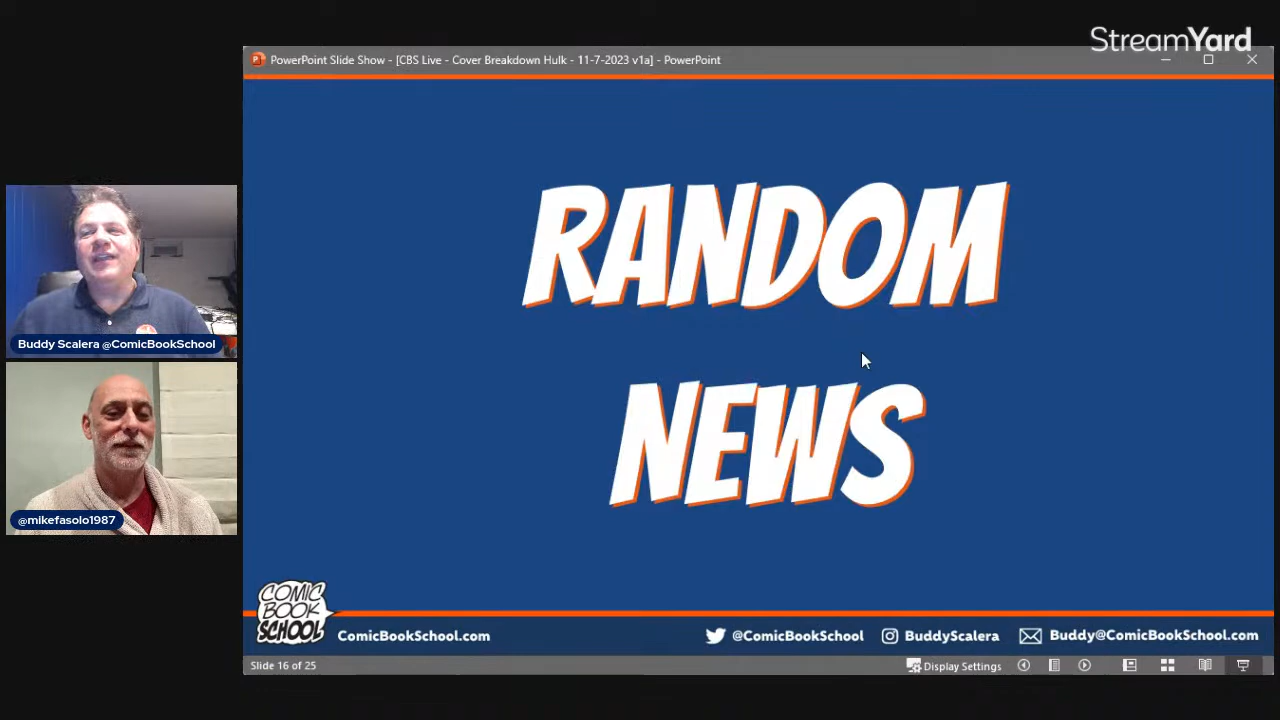 StreamYard
PowerPoint Slide Show - [CBS Live - Cover Breakdown Hulk - 11-7-2023 v1a] - PowerPoint
RANDOM
NEWS
Buddy Scalera @ComicBookSchool
@mikefasolo1987
COMIC
BOOK
SCHOOL
ComicBookSchool.com
@ComicBookSchool
BuddyScalera
Buddy@ComicBookSchool.com
Slide 16 of 25
Display Settings